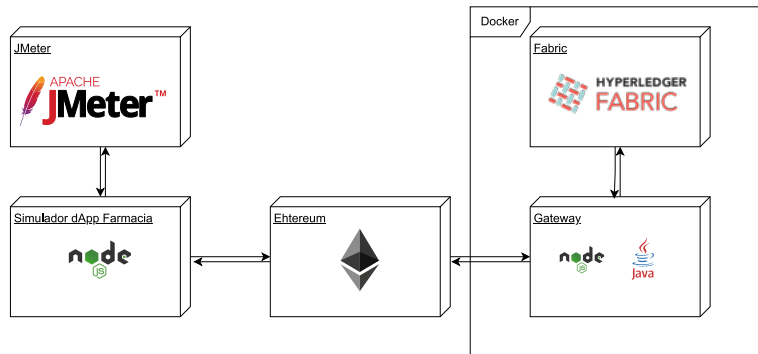 Docker
JMeter
APACHE
JMeter™
Fabric
HYPERLEDGER
FABRIC
Simulador dApp Farmacia
node
JS
Ehtereum
Gateway
node
JS
Java